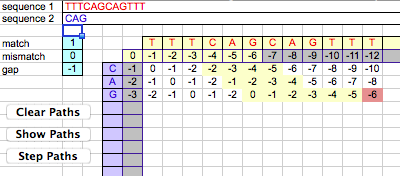 sequence 1 TTTCAGCAGTTT
sequence 2 CAG
match 1 T T T C A G C A G T T T
mismatch 0 0 -1 -2 -3 -4 -5 -6 -7 -8 -9 -10 -11 -12
gap -1 C -1 0 -1 -2 -2 -3 -4 -5 -6 -7 -8 -9 -10
A -2 -1 0 -1 -2 -1 -2 -3 -4 -5 -6 -7 -8
G -3 -2 -1 0 -1 -2 0 -1 -2 -3 -4 -5 -6
Clear Paths
Show Paths
Step Paths